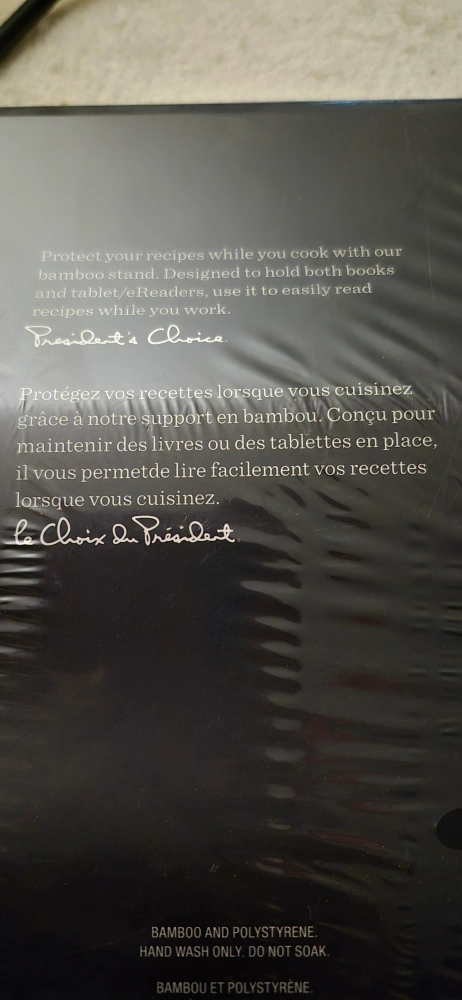 Protect your recipes while you cook with our
bamboo stand. Designed to hold both books
and tablet/eReaders, use it to easily read
recipes while you work.
President's Choice
Protégez vos recettes lorsque vous cuisinez
grâce à notre support en bambou. Conçu pour
maintenir des livres ou des tablettes en place,
il vous permetde lire facilement vos recettes
lorsque vous cuisinez.
le Choix du Président
BAMBOO AND POLYSTYRENE.
HAND WASH ONLY. DO NOT SOAK.
BAMBOU ET POLYSTYRÈNE.